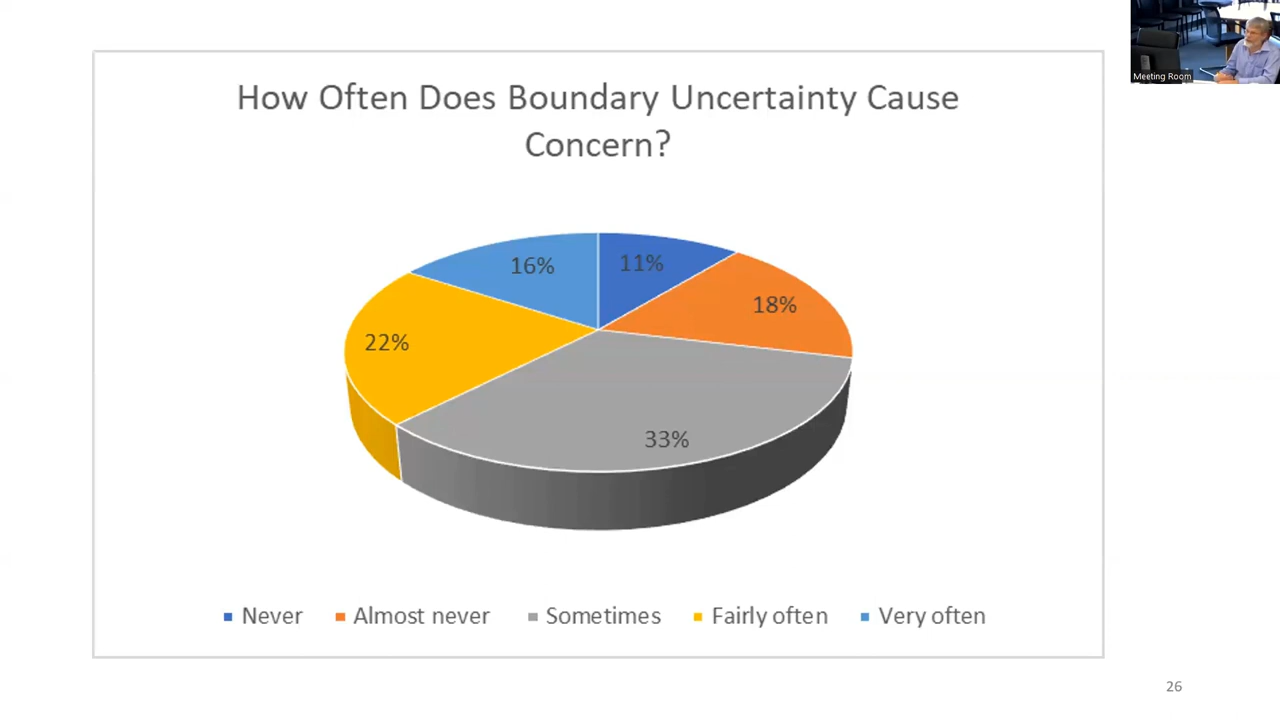 Meeting Room
How Often Does Boundary Uncertainty Cause
Concern?
16%
11%
18%
22%
33%
Never Almost never Sometimes Fairly often Very often
26